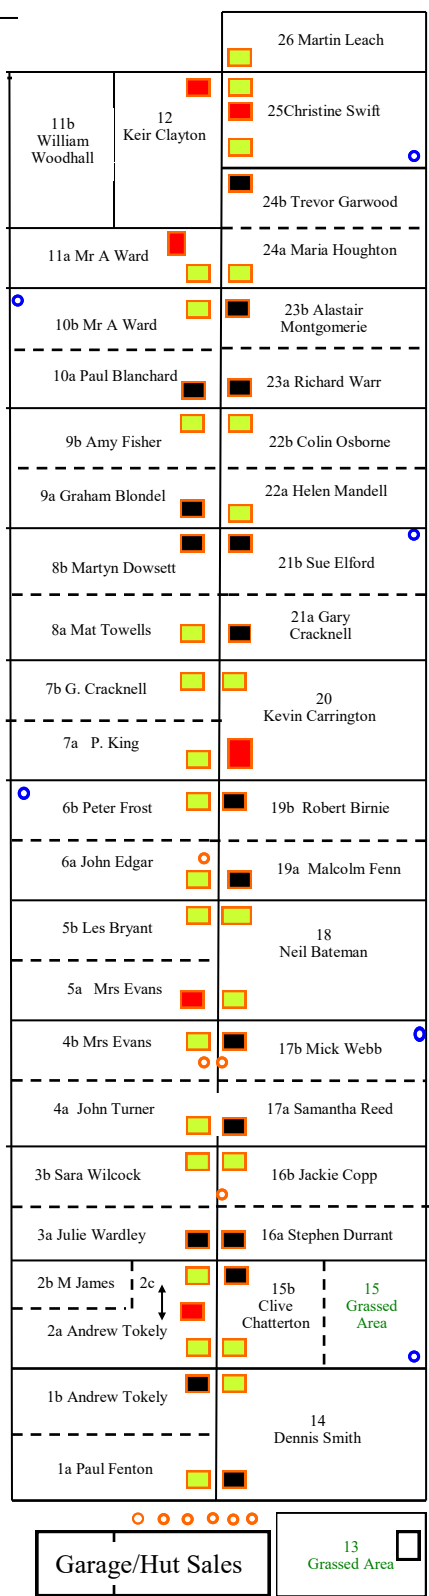 26 Martin Leach
11b
William
Woodhall
12
Keir Clayton
25Christine Swift
24b Trevor Garwood
11a Mr A Ward
24a Maria Houghton
10b Mr A Ward
23b Alastair
Montgomerie
10a Paul Blanchard
23a Richard Warr
9b Amy Fisher
22b Colin Osborne
9a Graham Blondel
22a Helen Mandell
8b Martyn Dowsett
21b Sue Elford
8a Mat Towells
21a Gary
Cracknell
7b G. Cracknell
20
Kevin Carrington
7a P. King
6b Peter Frost
19b Robert Birnie
6a John Edgar
19a Malcolm Fenn
5b Les Bryant
18
Neil Bateman
5a Mrs Evans
4b Mrs Evans
17b Mick Webb
4a John Turner
17a Samantha Reed
3b Sara Wilcock
16b Jackie Copp
3a Julie Wardley
16a Stephen Durrant
2b M James
2c
15b
Clive
Chatterton
15
Grassed
Area
2a Andrew Tokely
1b Andrew Tokely
14
Dennis Smith
1a Paul Fenton
Garage/Hut Sales
13
Grassed Area